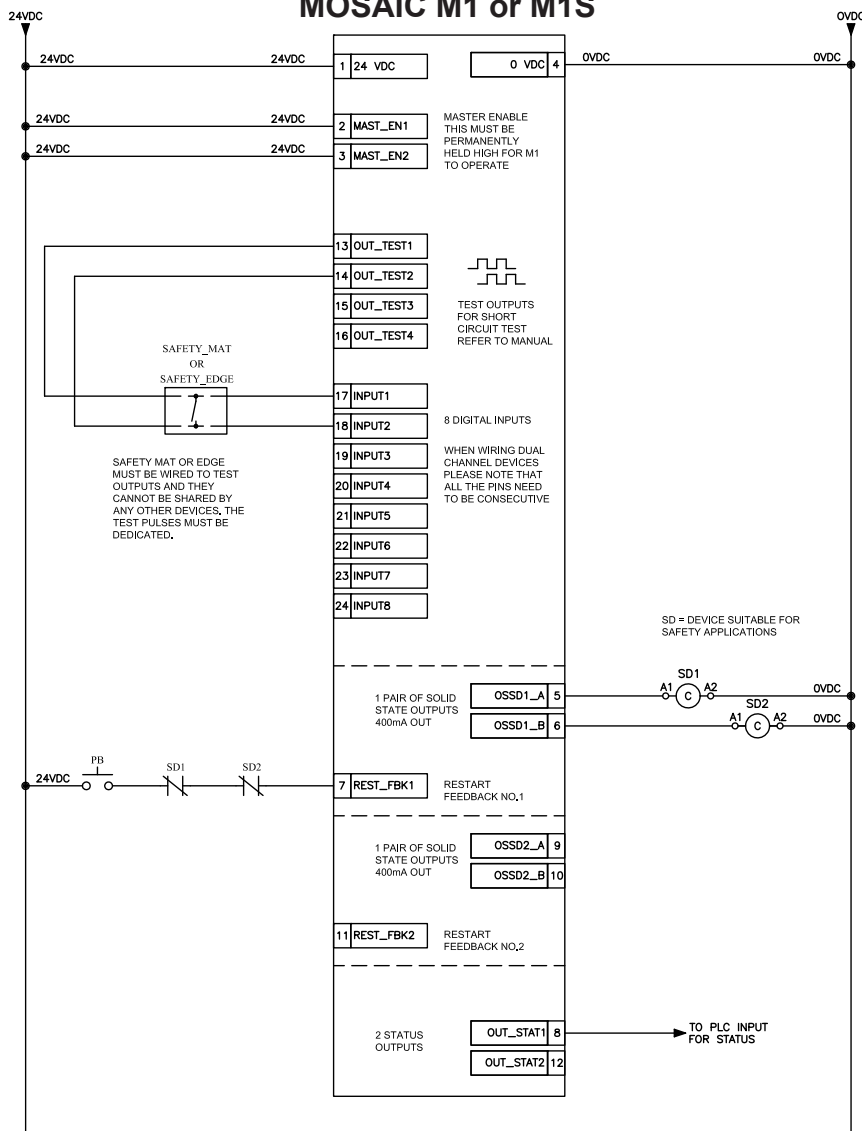 MOSAIC M1 or M1S
24VDC
0VDC
24VDC 24VDC 1 24 VDC
0 VDC 4 0VDC 0VDC
24VDC 24VDC 2 MAST_EN1
24VDC 24VDC 3 MAST_EN2
MASTER ENABLE
THIS MUST BE
PERMANENTLY
HELD HIGH FOR M1
TO OPERATE
13 OUT_TEST1
14 OUT_TEST2
15 OUT_TEST3
16 OUT_TEST4
TEST OUTPUTS
FOR SHORT
CIRCUIT TEST
REFER TO MANUAL
SAFETY_MAT
OR
SAFETY_EDGE
17 INPUT1
18 INPUT2
19 INPUT3
20 INPUT4
21 INPUT5
22 INPUT6
23 INPUT7
24 INPUT8
8 DIGITAL INPUTS
WHEN WIRING DUAL
CHANNEL DEVICES
PLEASE NOTE THAT
ALL THE PINS NEED
TO BE CONSECUTIVE
SAFETY MAT OR EDGE
MUST BE WIRED TO TEST
OUTPUTS AND THEY
CANNOT BE SHARED BY
ANY OTHER DEVICES. THE
TEST PULSES MUST BE
DEDICATED.
SD = DEVICE SUITABLE FOR
SAFETY APPLICATIONS
1 PAIR OF SOLID
STATE OUTPUTS
400mA OUT
OSSD1_A 5
OSSD1_B 6
SD1
A1 C A2 0VDC
SD2
A1 C A2 0VDC
24VDC PB SD1 SD2
7 REST_FBK1
RESTART
FEEDBACK NO.1
1 PAIR OF SOLID
STATE OUTPUTS
400mA OUT
OSSD2_A 9
OSSD2_B 10
11 REST_FBK2
RESTART
FEEDBACK NO.2
2 STATUS
OUTPUTS
OUT_STAT1 8
OUT_STAT2 12
TO PLC INPUT
FOR STATUS